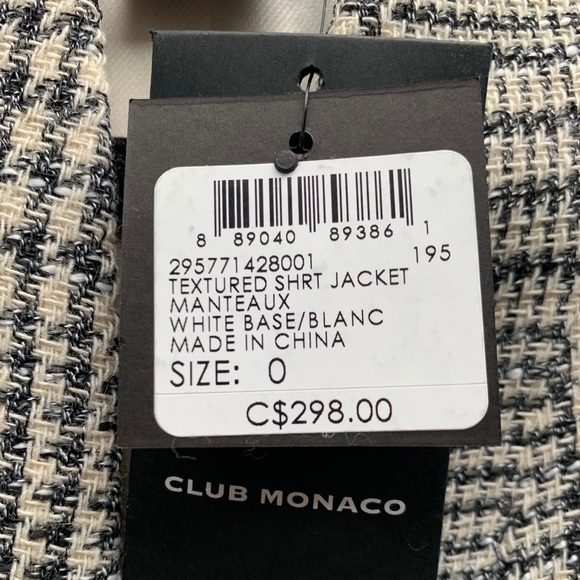 8 89040 89386 1
295771428001 195
TEXTURED SHRT JACKET
MANTEAUX
WHITE BASE/BLANC
MADE IN CHINA
SIZE: 0
C$298.00
CLUB MONACO